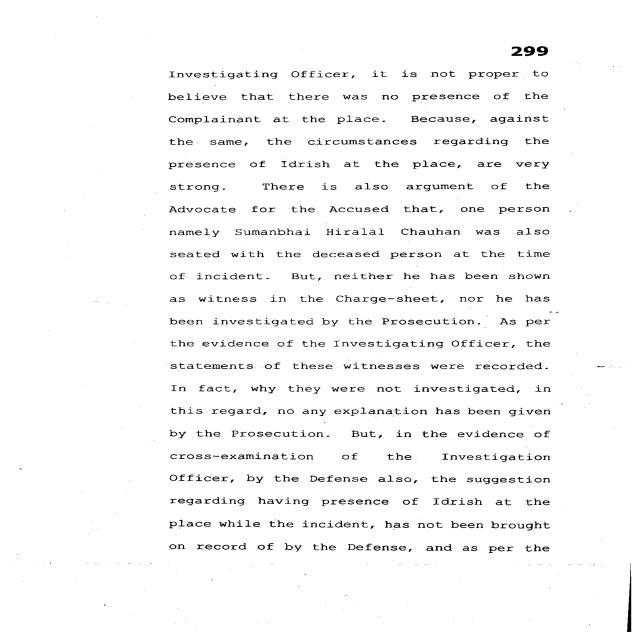 299
Investigating Officer, it is not proper to
believe that there was no presence of the
Complainant at the place. Because, against
the same, the circumstances regarding the
presence of Idrish at the place, are very
strong. There is also argument of the
Advocate for the Accused that, one person
namely Sumanbhai Hiralal Chauhan was also
seated with the deceased person at the time
of incident. But, neither he has been shown
as witness in the Charge-sheet, nor he has
been investigated by the Prosecution. As per
the evidence of the Investigating Officer, the
statements of these witnesses were recorded.
In fact, why they were not investigated, in
this regard, no any explanation has been given
by the Prosecution. But, in the evidence of
cross-examination of the Investigation
Officer, by the Defense also, the suggestion
regarding having presence of Idrish at the
place while the incident, has not been brought
on record of by the Defense, and as per the